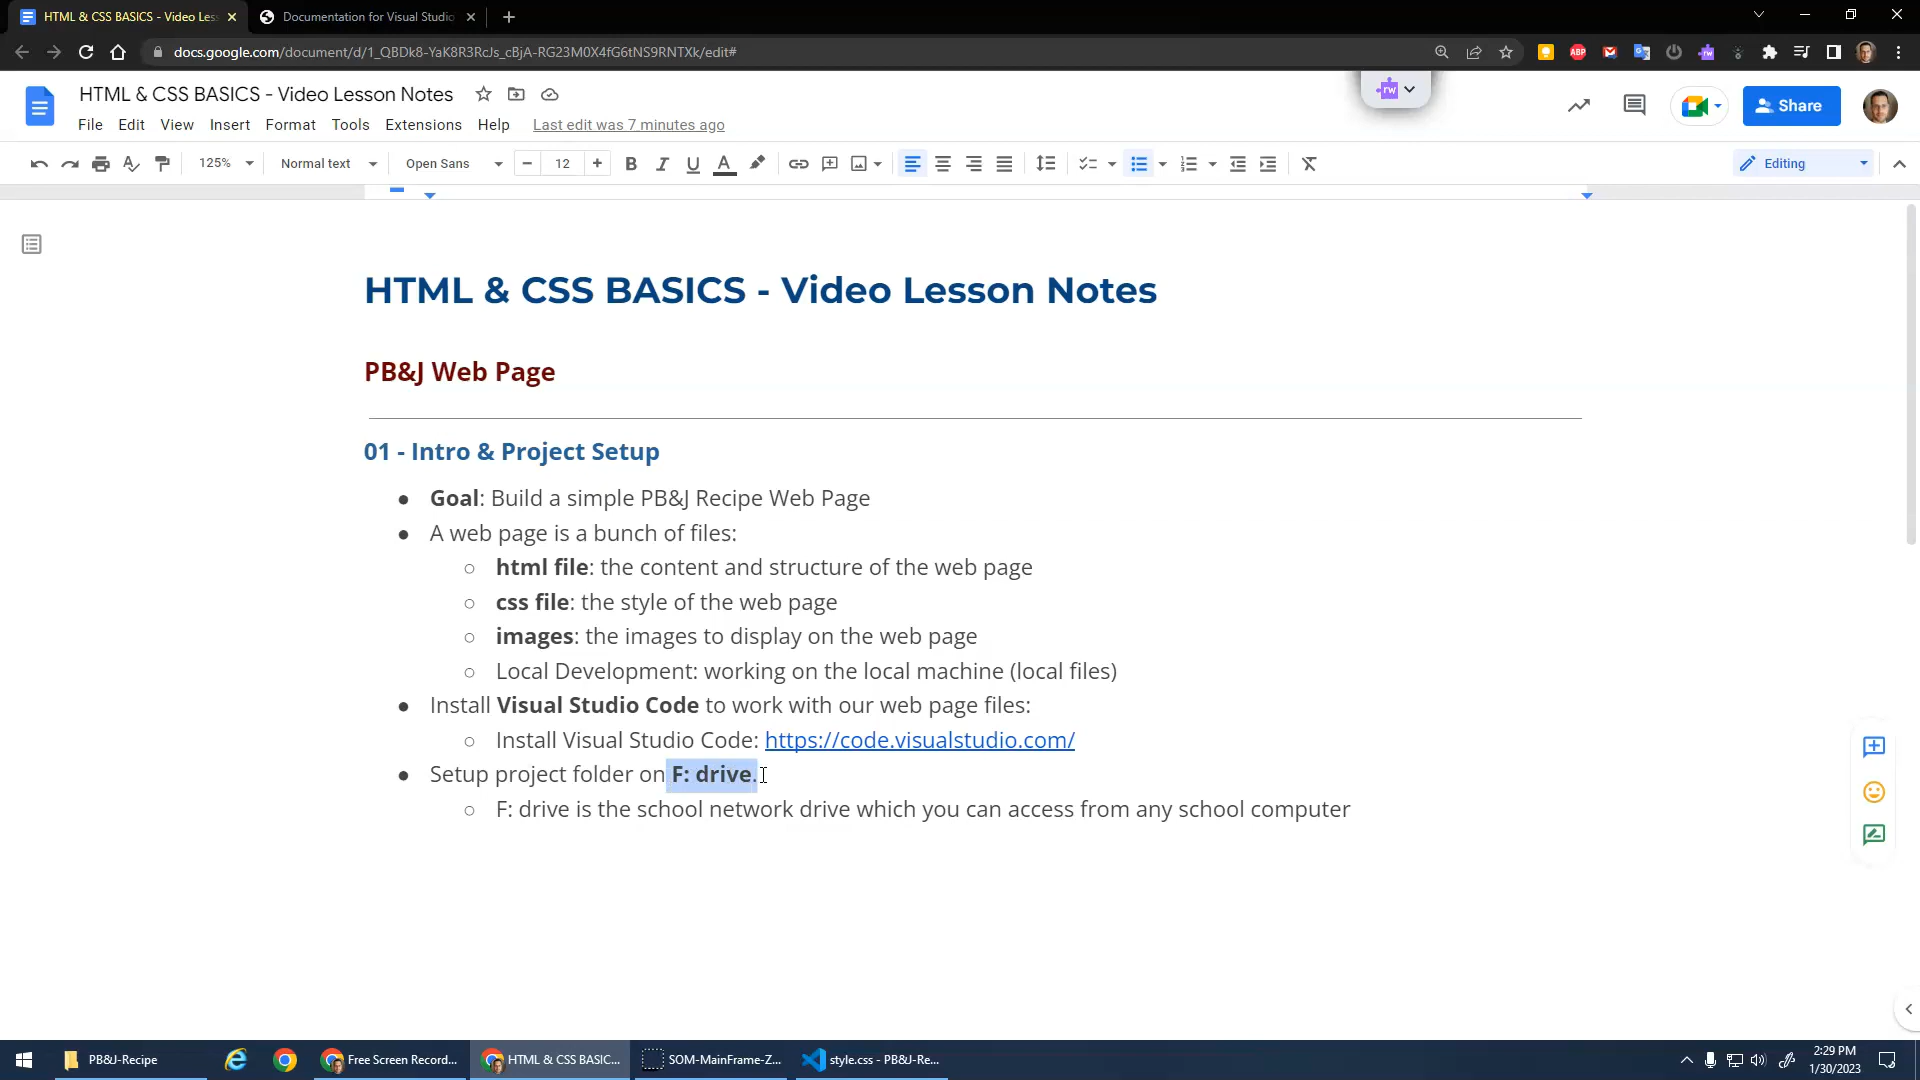 HTML & CSS BASICS - Video Les
Documentation for Visual Studio
docs.google.com/document/d/1_QBDk8-YaK8R3RcJs_cBjA-RG23M0X4fG6tNS9RNTXk/edit#
ABP
rw
HTML & CSS BASICS - Video Lesson Notes
rw
Share
File Edit View Insert Format Tools Extensions Help Last edit was 7 minutes ago
125% Normal text Open Sans 12 B I U A Editing
HTML & CSS BASICS - Video Lesson Notes
PB&J Web Page
01 - Intro & Project Setup
● Goal: Build a simple PB&J Recipe Web Page
● A web page is a bunch of files:
○ html file: the content and structure of the web page
○ css file: the style of the web page
○ images: the images to display on the web page
○ Local Development: working on the local machine (local files)
● Install Visual Studio Code to work with our web page files:
○ Install Visual Studio Code: https://code.visualstudio.com/
● Setup project folder on F: drive.
○ F: drive is the school network drive which you can access from any school computer
PB&J-Recipe
Free Screen Record...
HTML & CSS BASIC...
SOM-MainFrame-Z...
style.css - PB&J-Re...
2:29 PM
1/30/2023